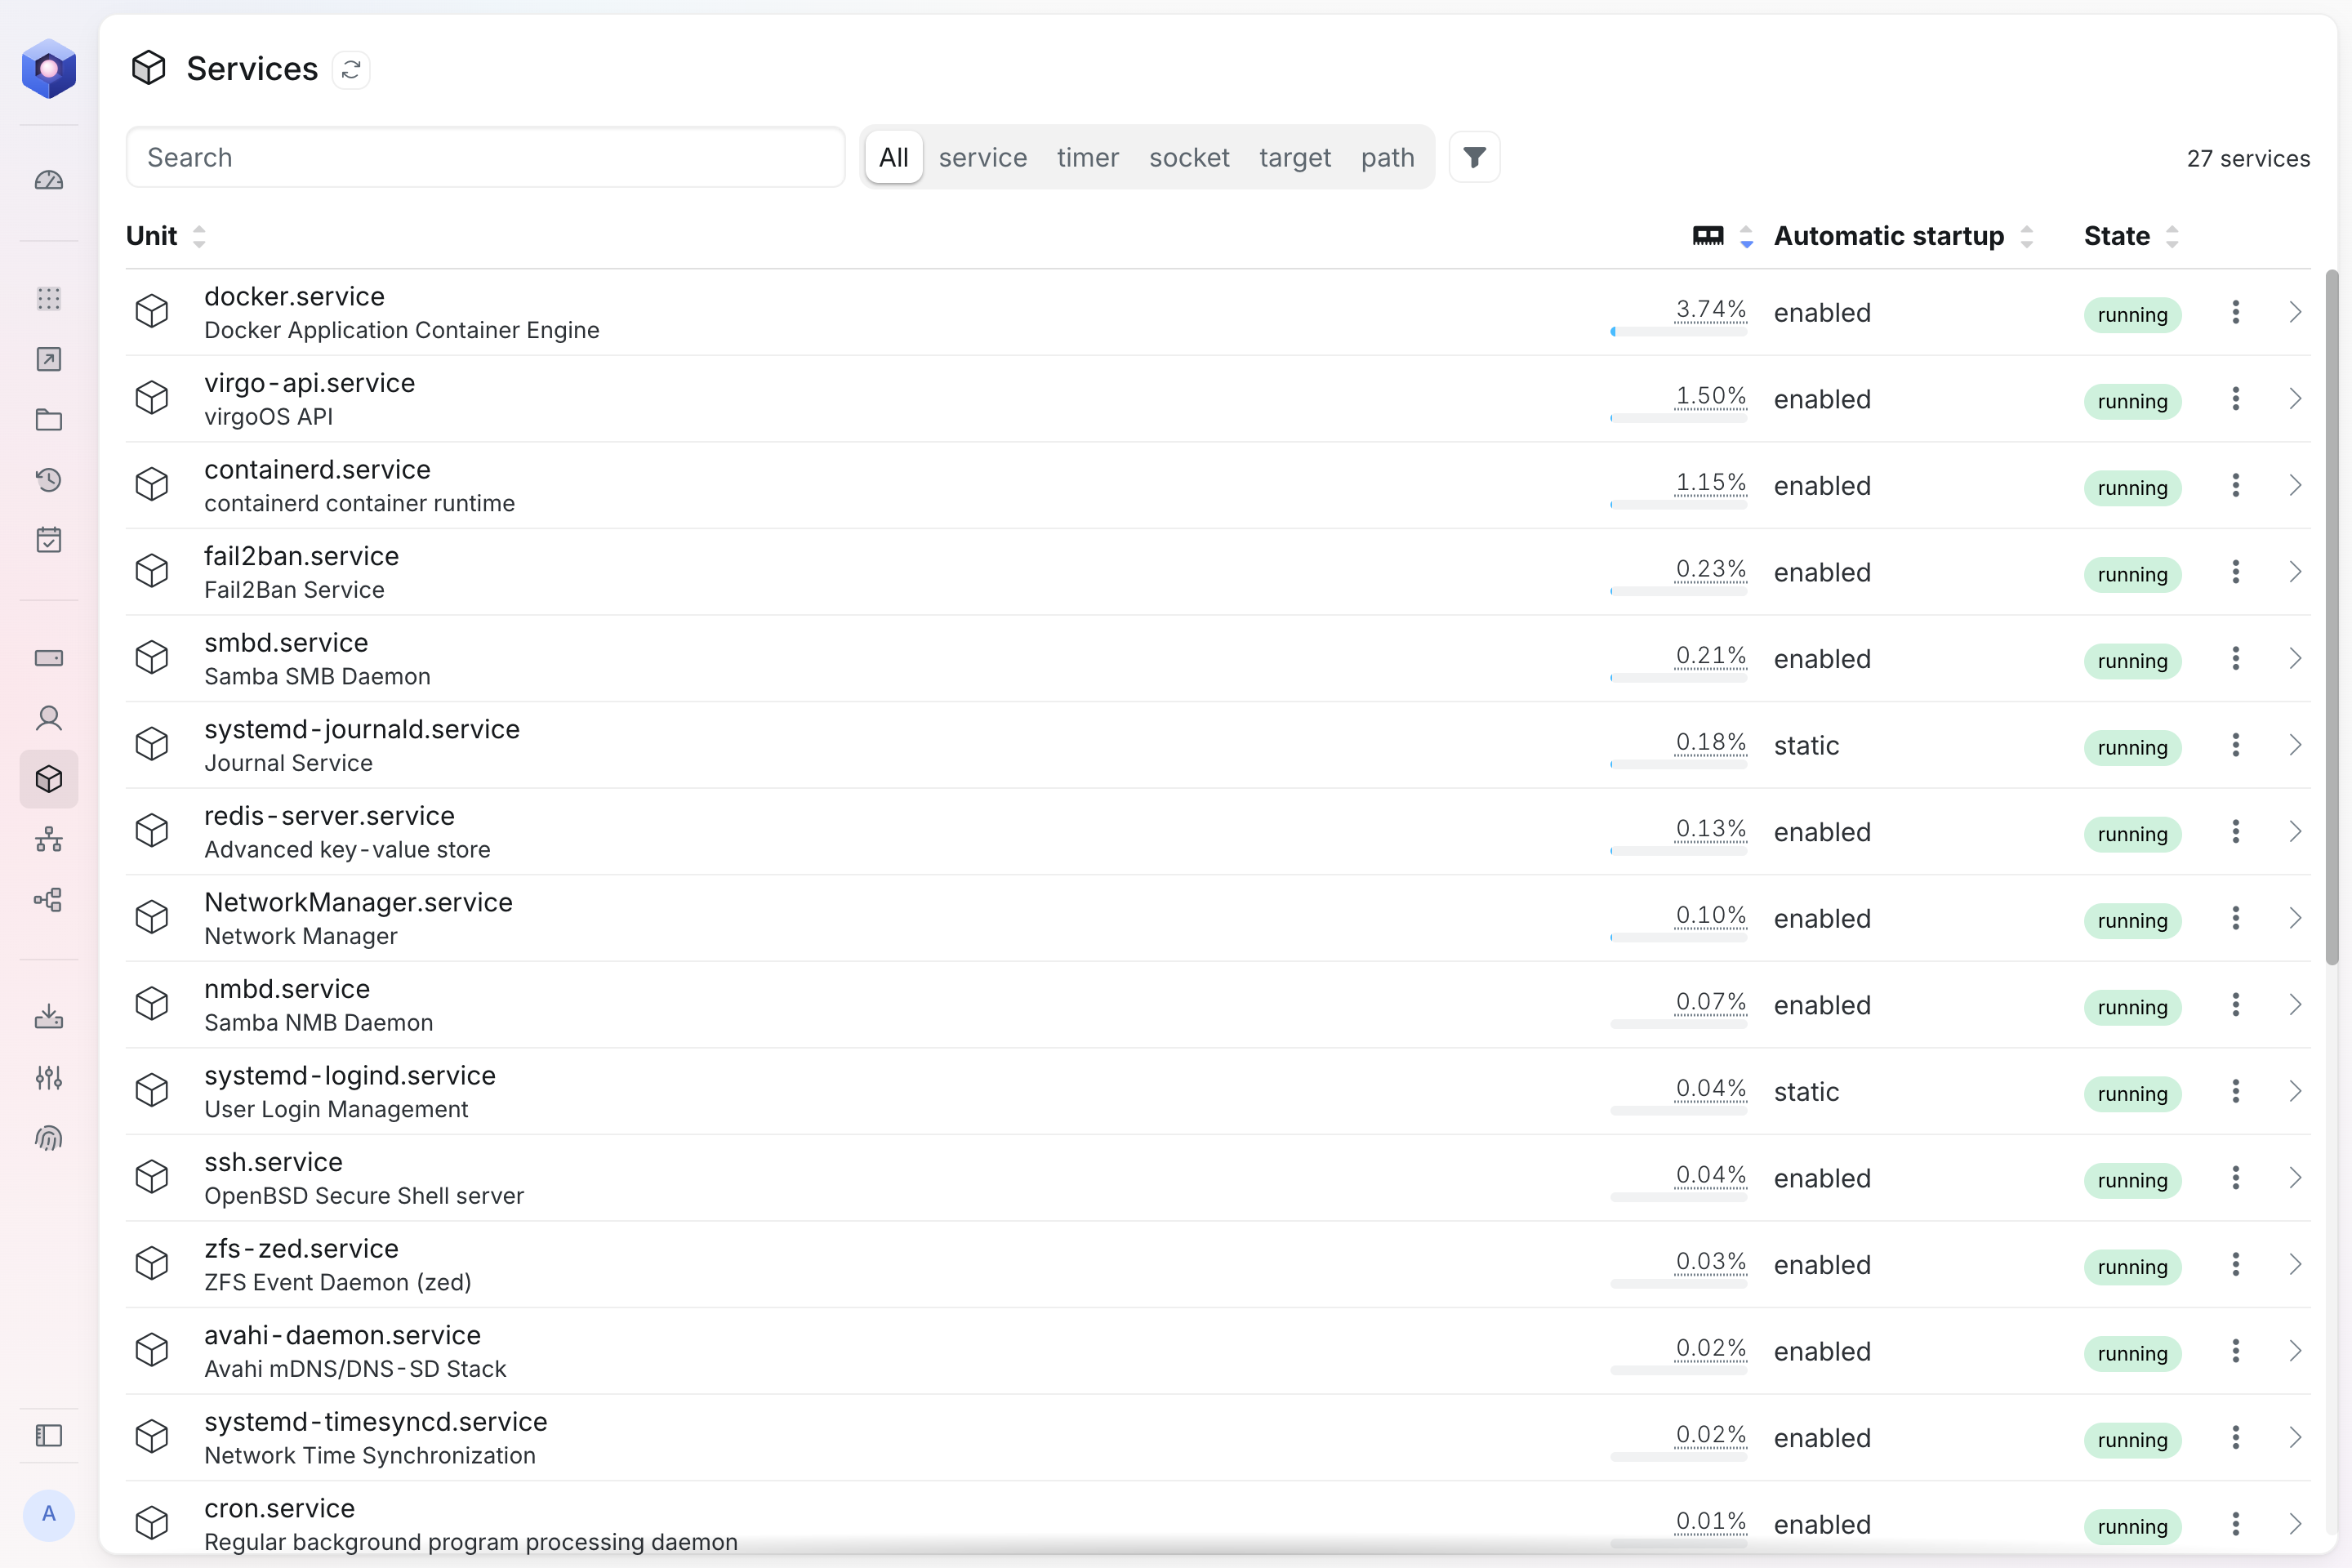 Services
Search
All service timer socket target path
27 services
Unit Automatic startup State
docker.service
Docker Application Container Engine
3.74% enabled running
virgo-api.service
virgoOS API
1.50% enabled running
containerd.service
containerd container runtime
1.15% enabled running
fail2ban.service
Fail2Ban Service
0.23% enabled running
smbd.service
Samba SMB Daemon
0.21% enabled running
systemd-journald.service
Journal Service
0.18% static running
redis-server.service
Advanced key-value store
0.13% enabled running
NetworkManager.service
Network Manager
0.10% enabled running
nmbd.service
Samba NMB Daemon
0.07% enabled running
systemd-logind.service
User Login Management
0.04% static running
ssh.service
OpenBSD Secure Shell server
0.04% enabled running
zfs-zed.service
ZFS Event Daemon (zed)
0.03% enabled running
avahi-daemon.service
Avahi mDNS/DNS-SD Stack
0.02% enabled running
systemd-timesyncd.service
Network Time Synchronization
0.02% enabled running
cron.service
Regular background program processing daemon
0.01% enabled running
A